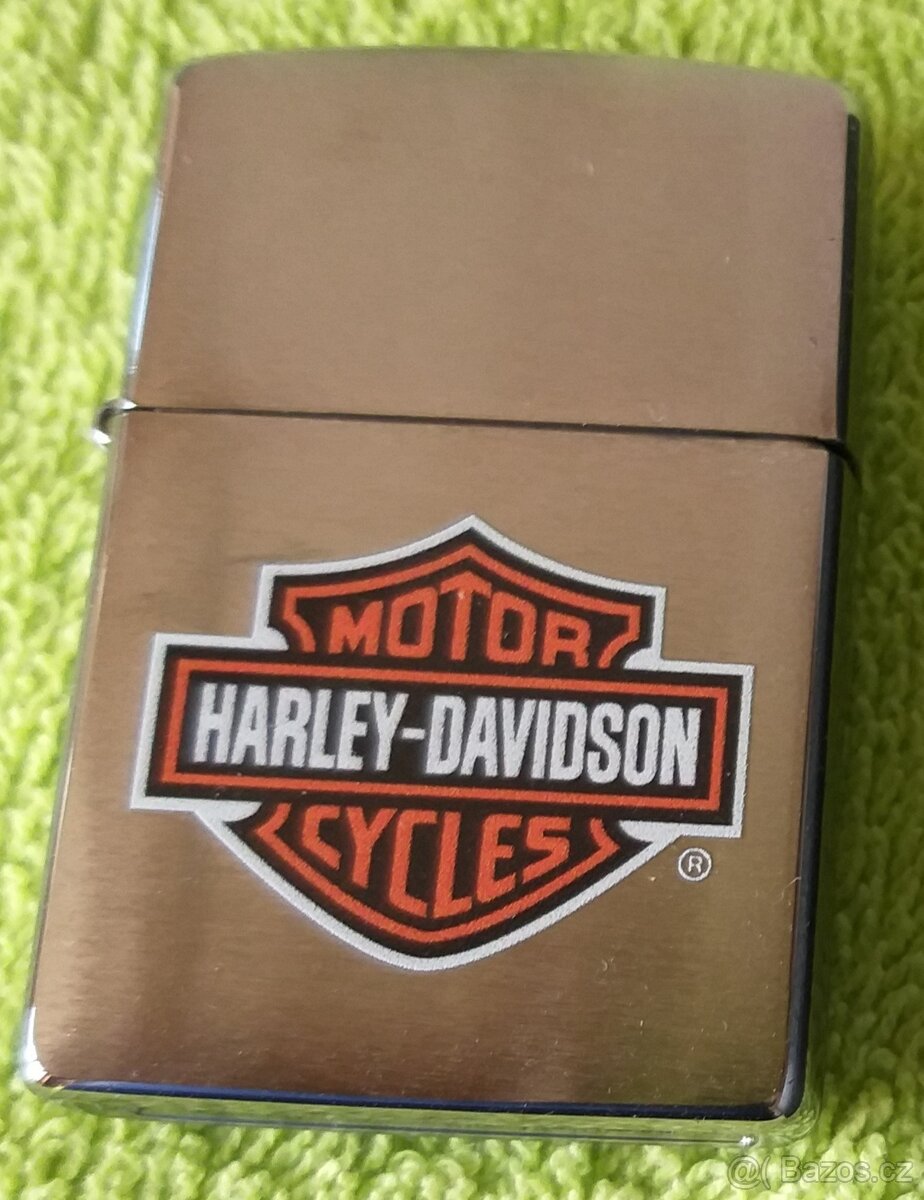 MOTOR
HARLEY-DAVIDSON
CYCLES
®
@( Bazos.cz